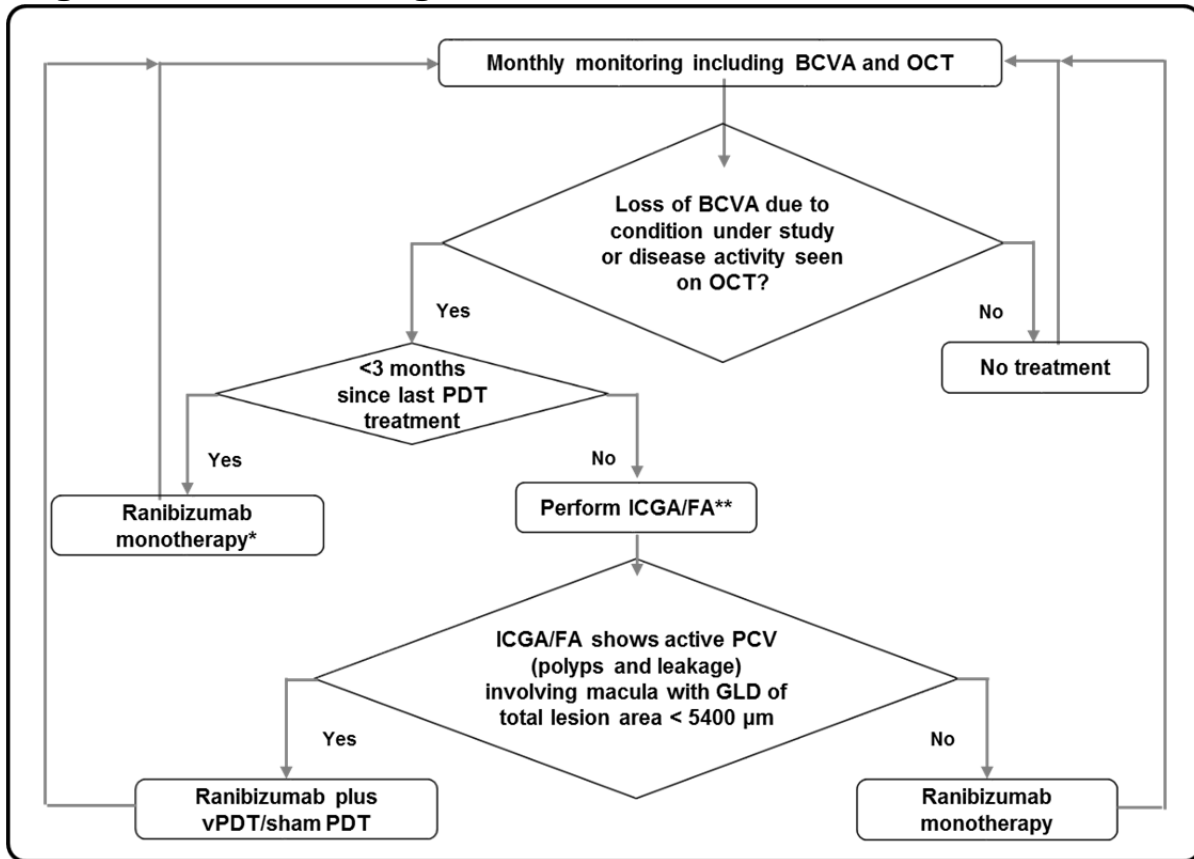 Monthly monitoring including BCVA and OCT
Loss of BCVA due to
condition under study
or disease activity seen
on OCT?
Yes
No
<3 months
since last PDT
treatment
No treatment
Yes
No
Ranibizumab
monotherapy*
Perform ICGA/FA**
ICGA/FA shows active PCV
(polyps and leakage)
involving macula with GLD of
total lesion area < 5400 µm
Yes
No
Ranibizumab plus
vPDT/sham PDT
Ranibizumab
monotherapy